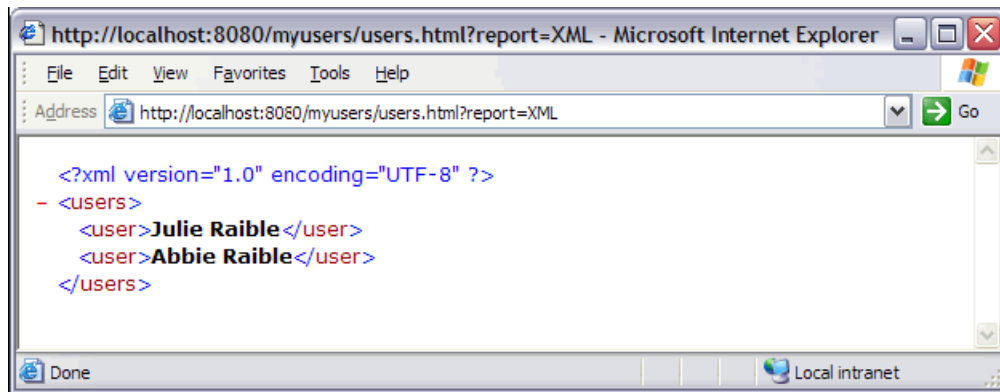 http://localhost:8080/myusers/users.html?report=XML - Microsoft Internet Explorer
File Edit View Favorites Tools Help
Address http://localhost:8080/myusers/users.html?report=XML Go
<?xml version="1.0" encoding="UTF-8" ?>
- <users>
<user>Julie Raible</user>
<user>Abbie Raible</user>
</users>
Done Local intranet